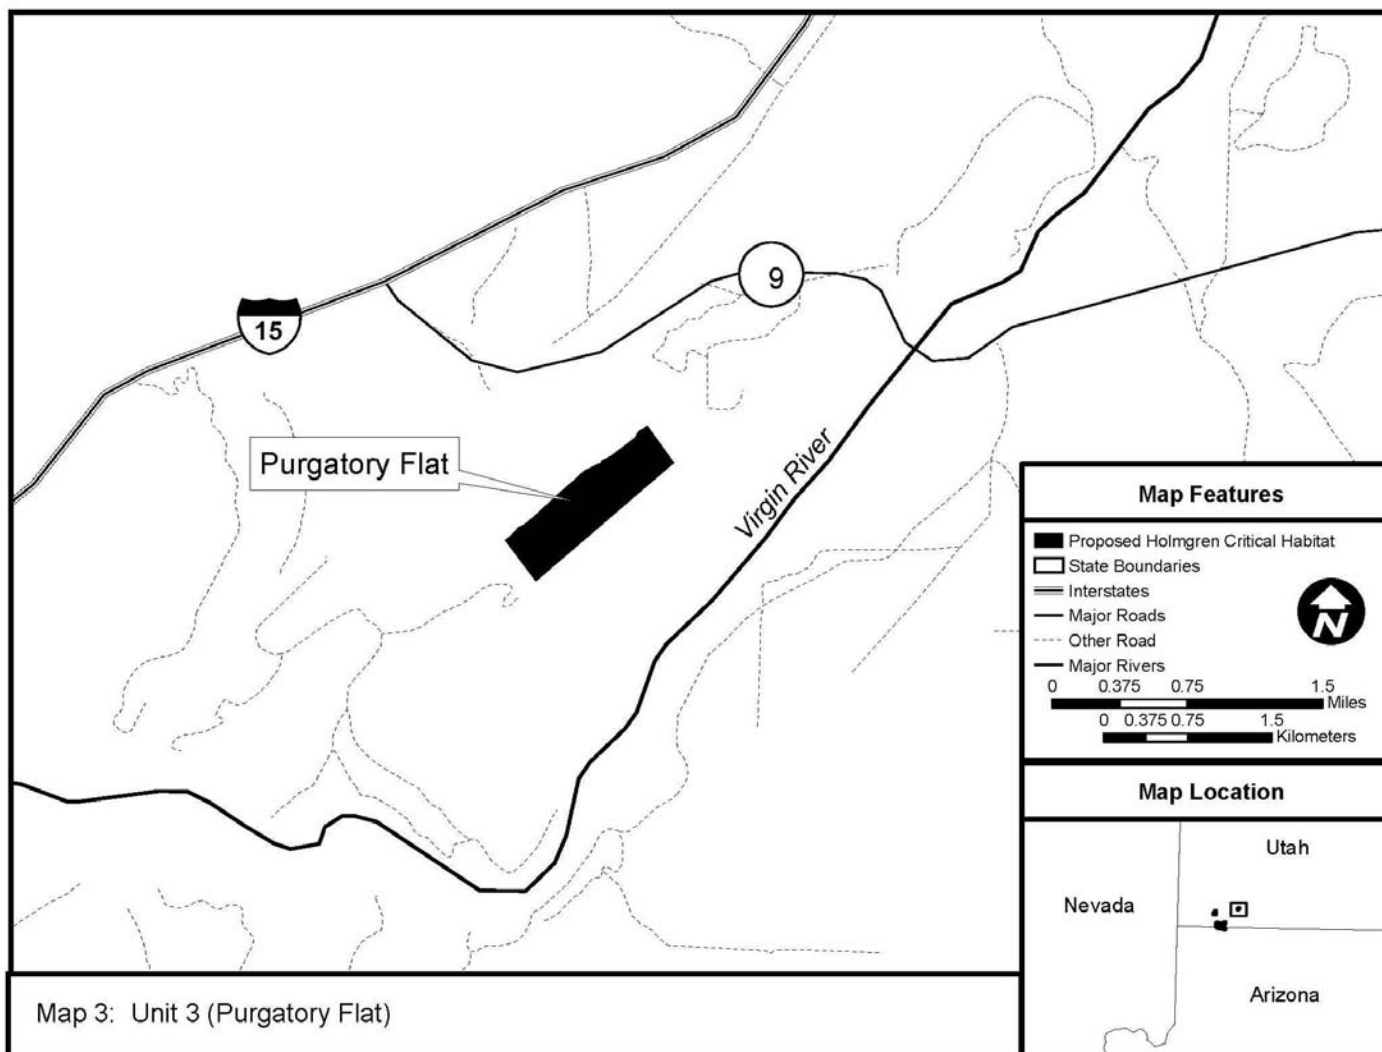 9
15
Purgatory Flat
Virgin River
Map Features
Proposed Holmgren Critical Habitat
State Boundaries
Interstates
Major Roads
Other Road
Major Rivers
N
0 0.375 0.75 1.5
Miles
0 0.375 0.75 1.5
Kilometers
Map Location
Utah
Nevada
Arizona
Map 3: Unit 3 (Purgatory Flat)